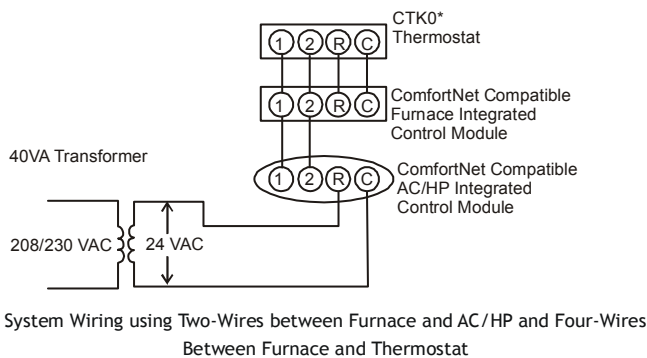 CTK0*
Thermostat
1 2 R C
1 2 R C
ComfortNet Compatible
Furnace Integrated
Control Module
40VA Transformer
1 2 R C
ComfortNet Compatible
AC/HP Integrated
Control Module
208/230 VAC
24 VAC
System Wiring using Two-Wires between Furnace and AC/HP and Four-Wires
Between Furnace and Thermostat